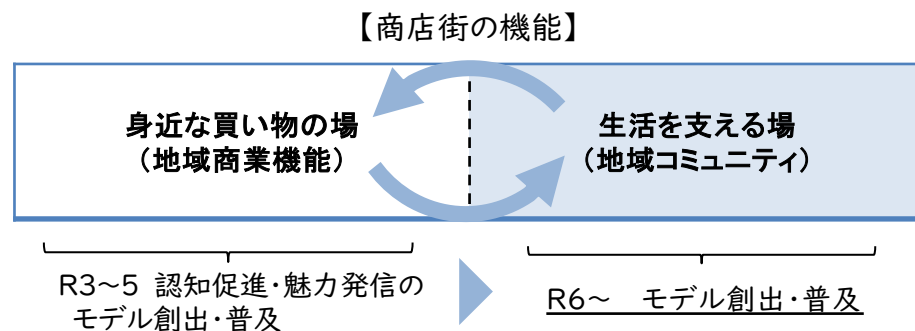 【商店街の機能】
身近な買い物の場
（地域商業機能）
生活を支える場
（地域コミュニティ）
R3～5 認知促進・魅力発信の
モデル創出・普及
R6～　モデル創出・普及